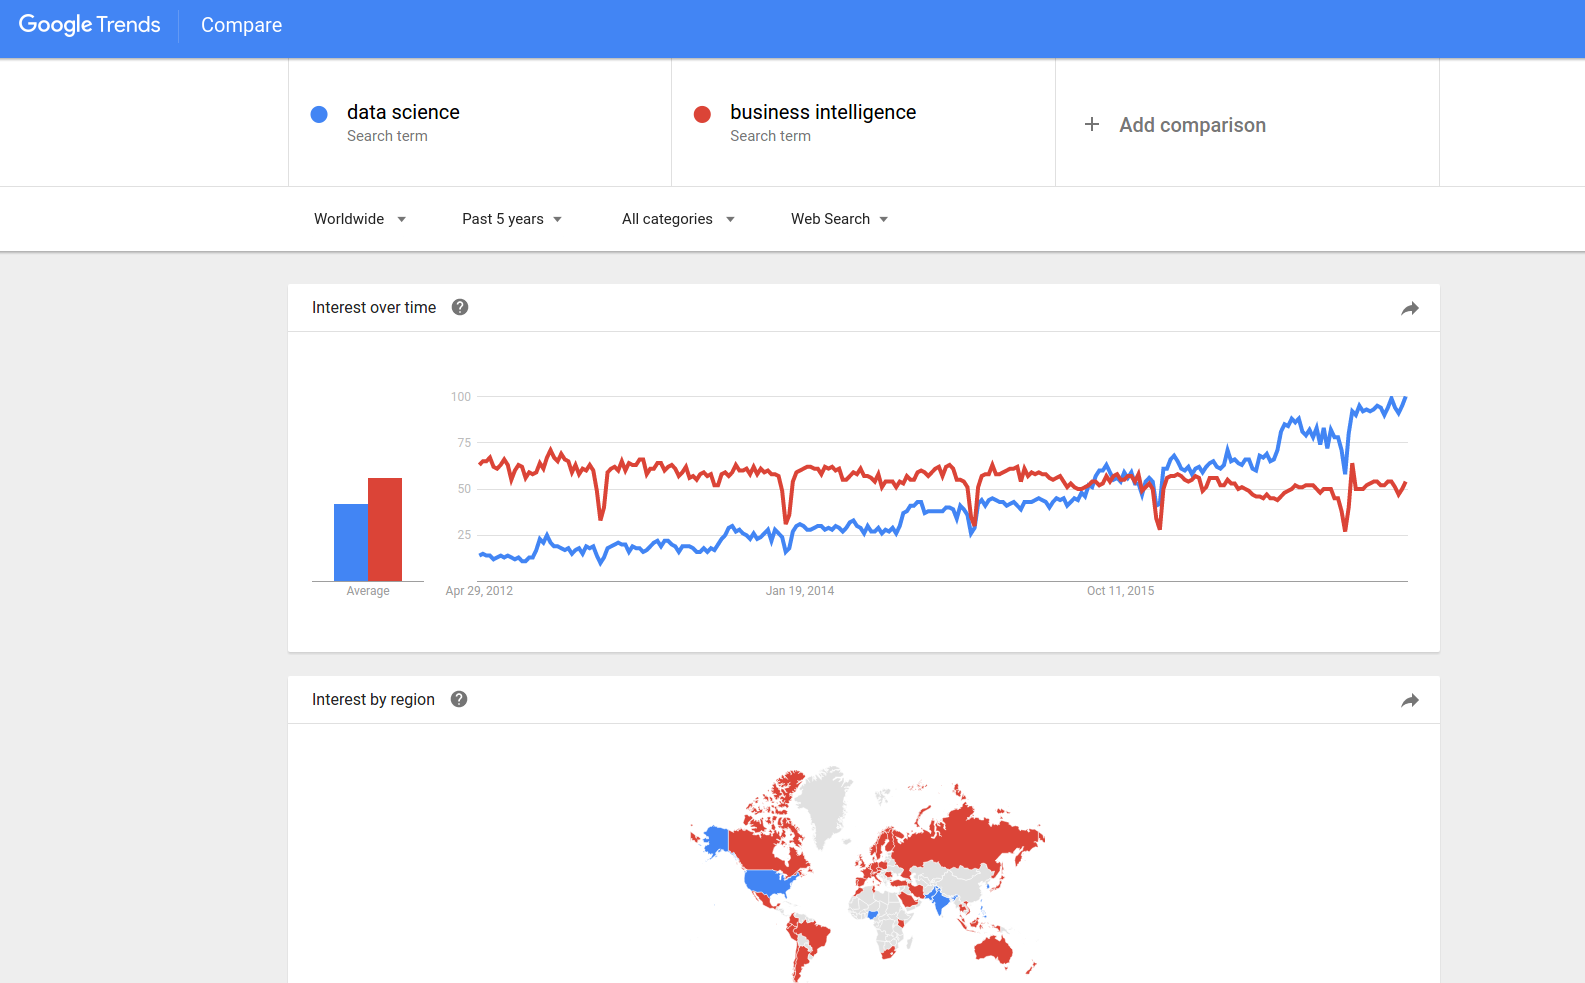 Google Trends Compare
data science
Search term
business intelligence
Search term
+ Add comparison
Worldwide Past 5 years All categories Web Search
Interest over time ?
100
75
50
25
Average
Apr 29, 2012 Jan 19, 2014 Oct 11, 2015
Interest by region ?